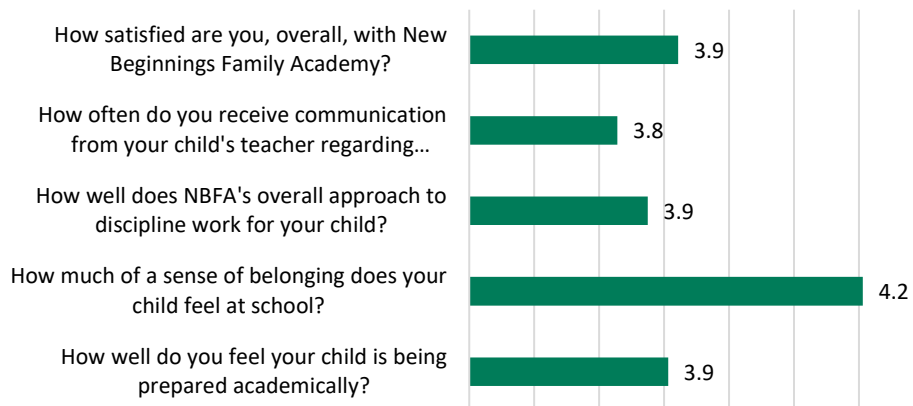 How satisfied are you, overall, with New
Beginnings Family Academy?
3.9
How often do you receive communication
from your child's teacher regarding...
3.8
How well does NBFA's overall approach to
discipline work for your child?
3.9
How much of a sense of belonging does your
child feel at school?
4.2
How well do you feel your child is being
prepared academically?
3.9